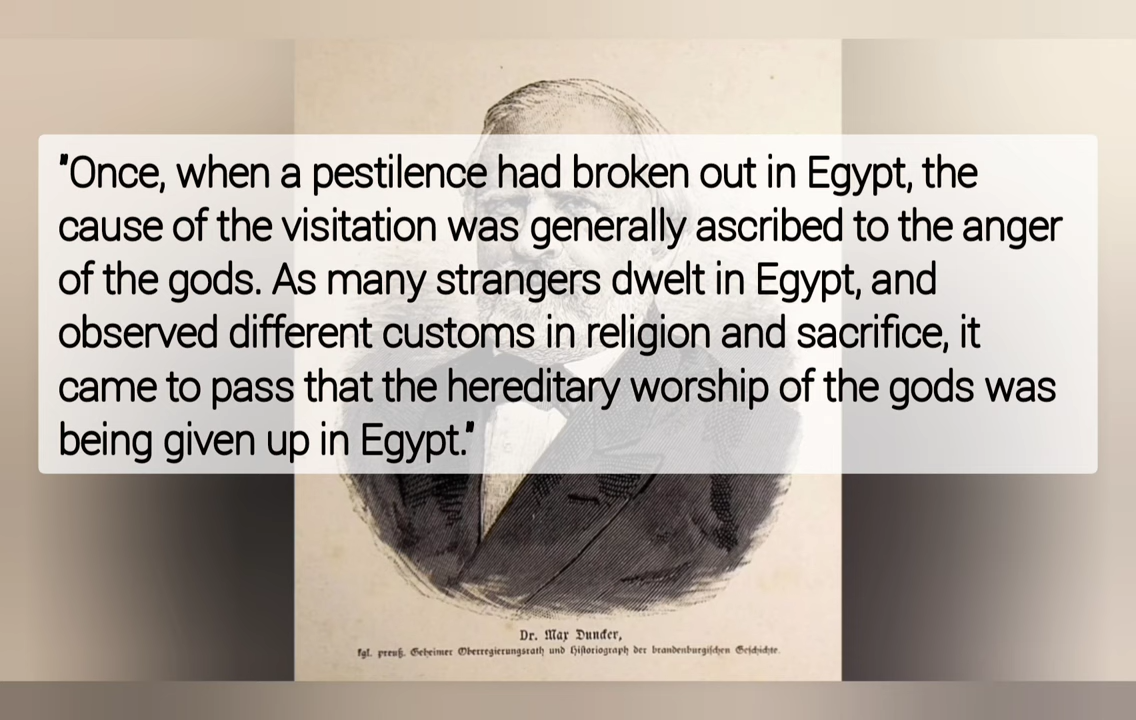 "Once, when a pestilence had broken out in Egypt, the
cause of the visitation was generally ascribed to the anger
of the gods. As many strangers dwelt in Egypt, and
observed different customs in religion and sacrifice, it
came to pass that the hereditary worship of the gods was
being given up in Egypt."
Dr. Max Duncker,
kgl. preuß. Geheimer Oberregierungsrath und Historiograph der brandenburgischen Geschichte.